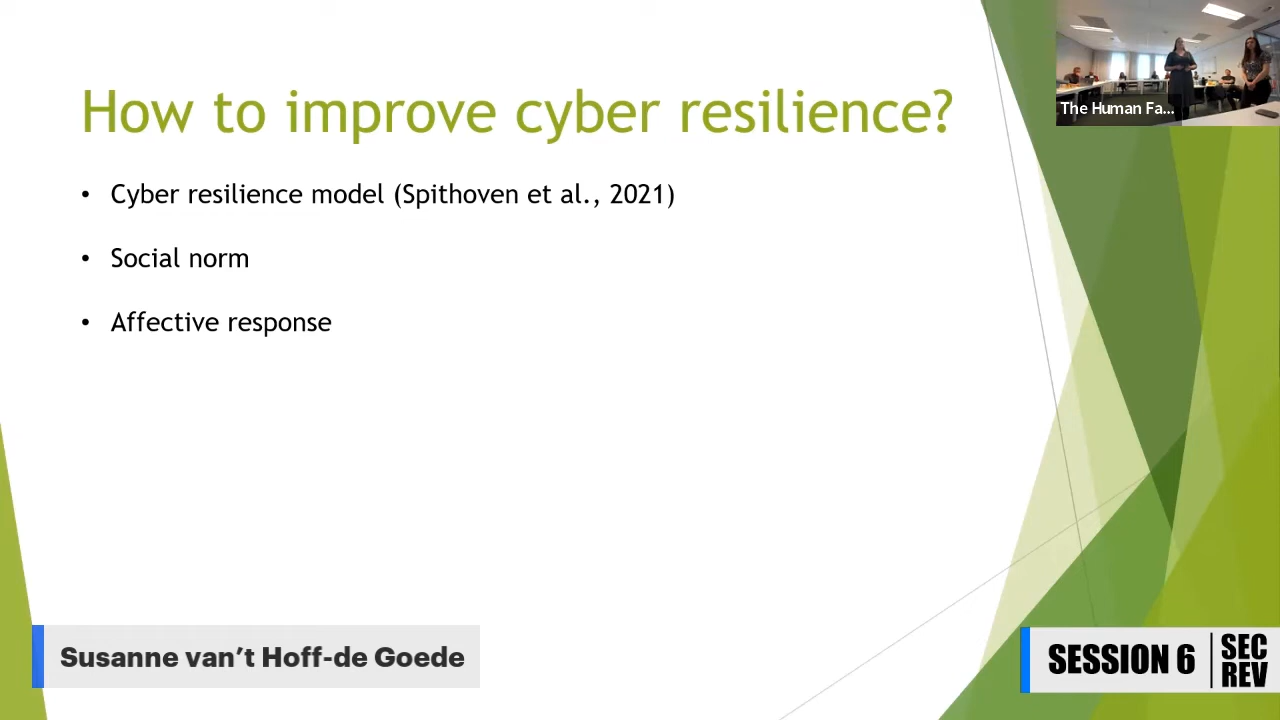 How to improve cyber resilience?
• Cyber resilience model (Spithoven et al., 2021)
• Social norm
• Affective response
The Human Fa...
Susanne van't Hoff-de Goede
SESSION 6
SEC
REV